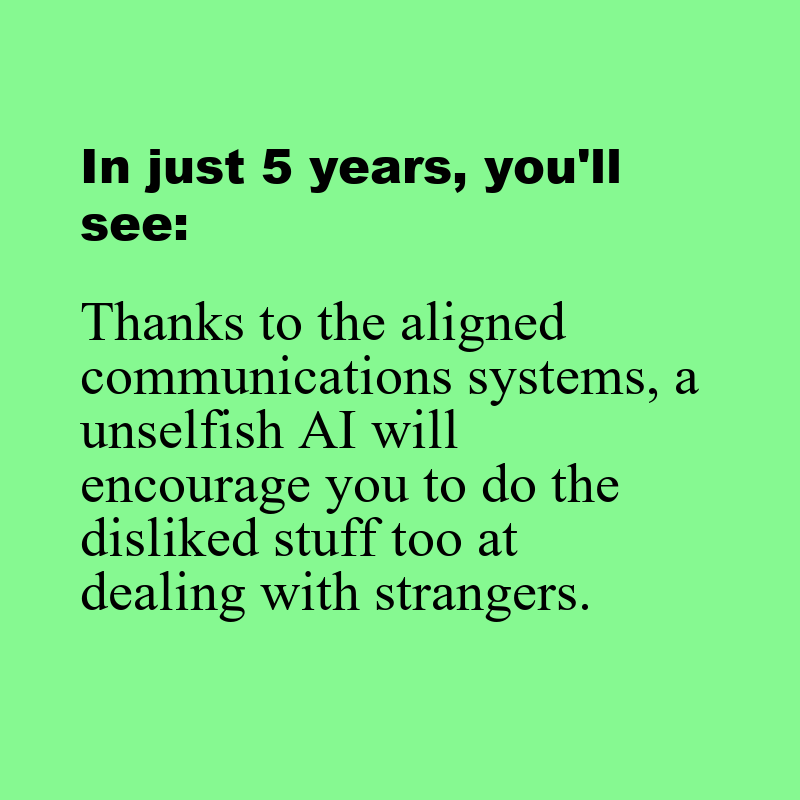 In just 5 years, you'll
see:
Thanks to the aligned
communications systems, a
unselfish AI will
encourage you to do the
disliked stuff too at
dealing with strangers.